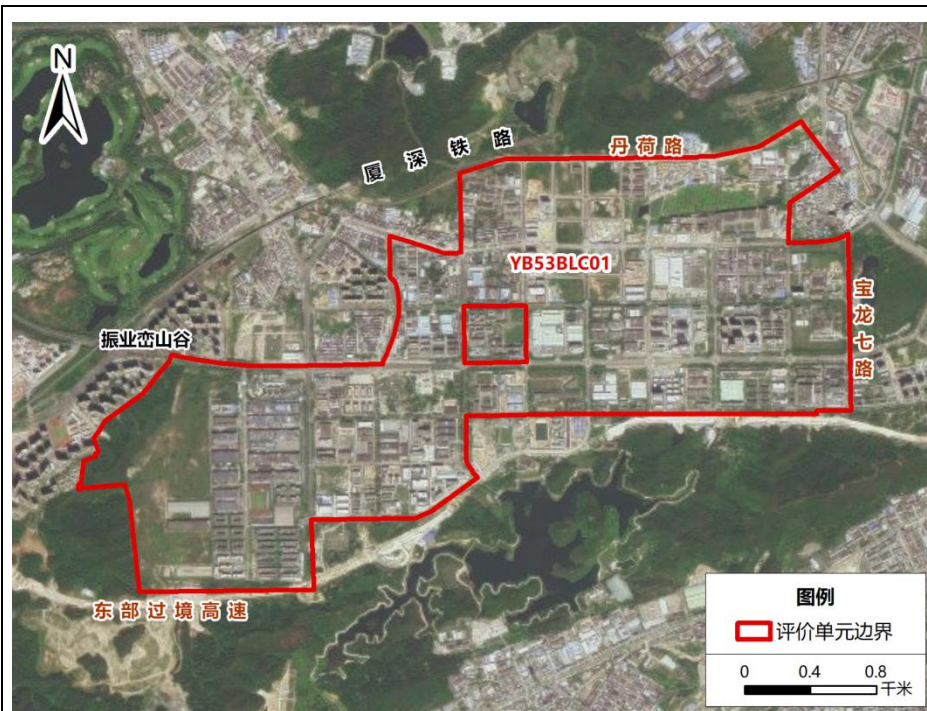 N
厦深铁路
丹荷路
YB53BLC01
宝龙七路
振业峦山谷
东部过境高速
图例
评价单元边界
0 0.4 0.8
千米